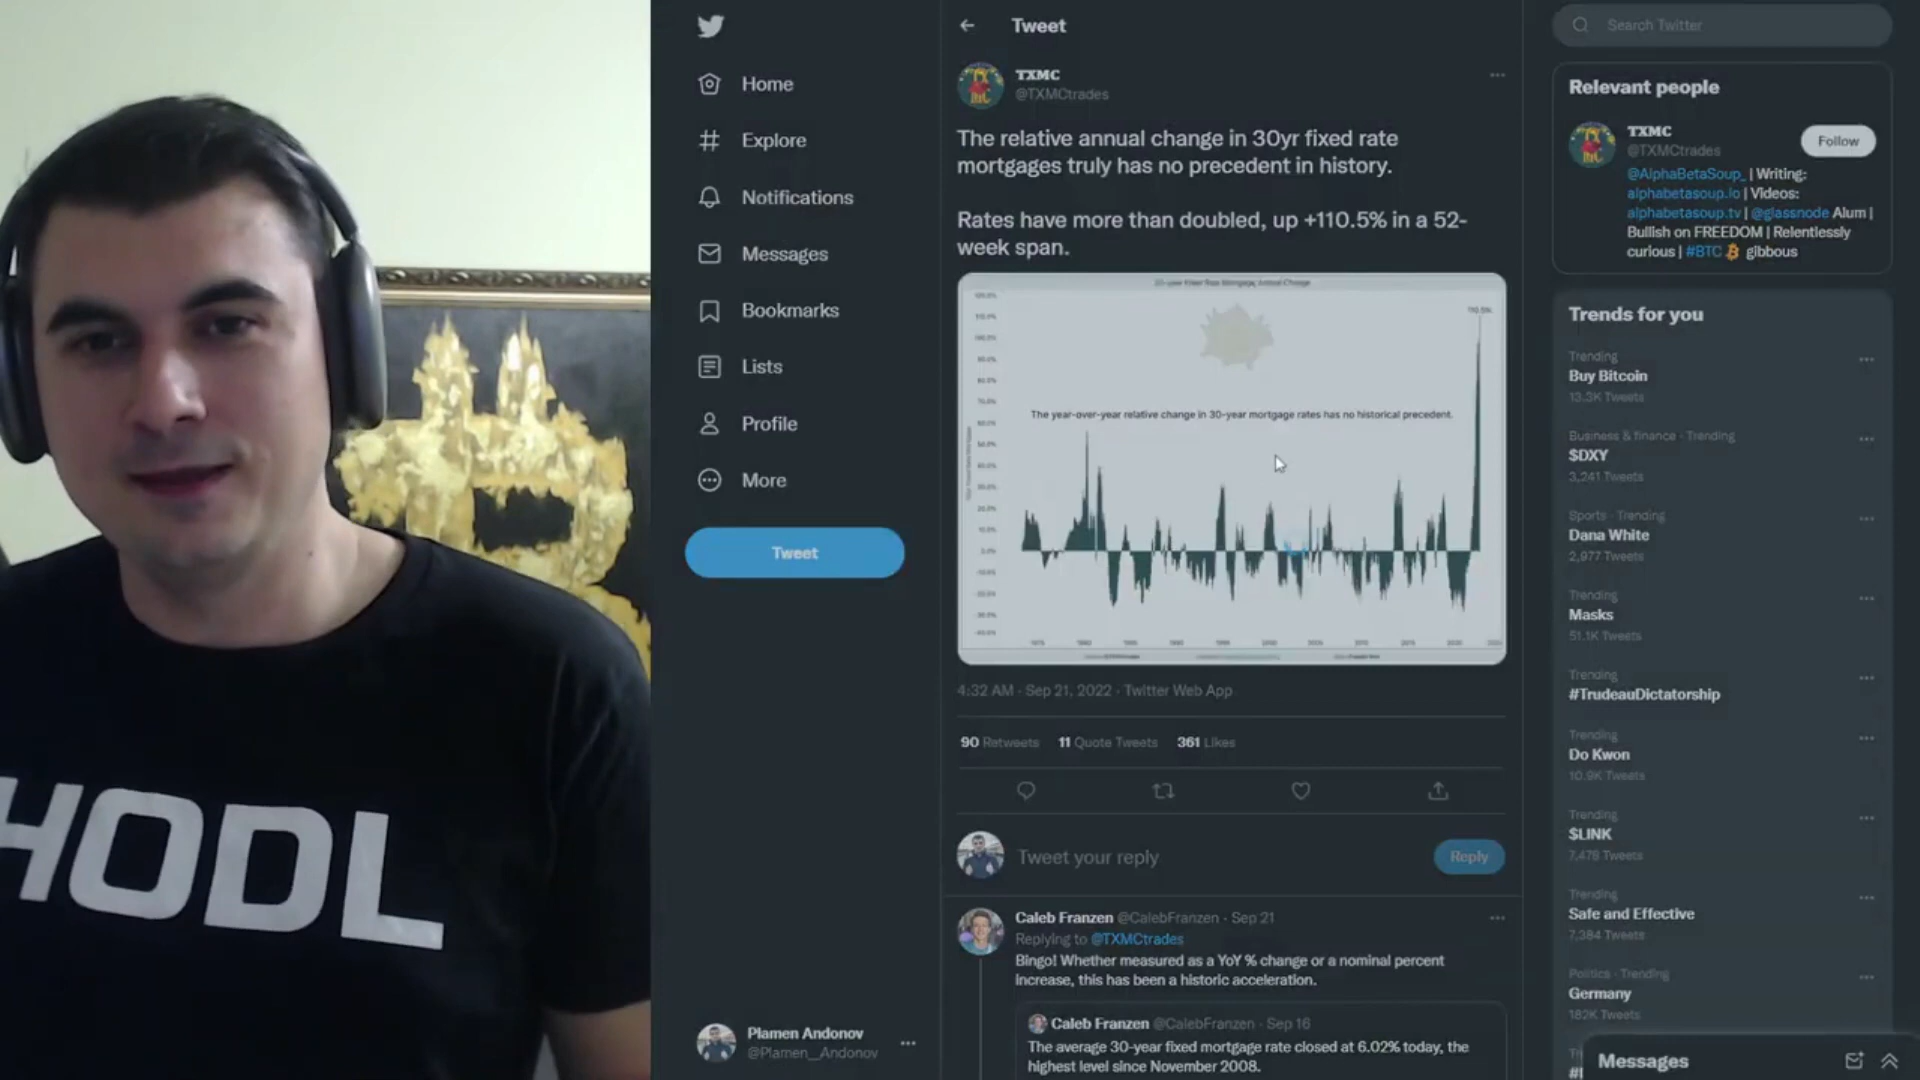 HODL
Home
Explore
Notifications
Messages
Bookmarks
Lists
Profile
More
Tweet
Plamen Andonov
@Plamen__Andonov
Tweet
TXMC
@TXMCtrades
The relative annual change in 30yr fixed rate
mortgages truly has no precedent in history.
Rates have more than doubled, up +110.5% in a 52-
week span.
30-year Fixed Rate Mortgage, Annual Change
110.5%
The year-over-year relative change in 30-year mortgage rates has no historical precedent.
4:32 AM · Sep 21, 2022 · Twitter Web App
90 Retweets 11 Quote Tweets 361 Likes
Tweet your reply
Reply
Caleb Franzen @CalebFranzen · Sep 21
Replying to @TXMCtrades
Bingo! Whether measured as a YoY % change or a nominal percent
increase, this has been a historic acceleration.
Caleb Franzen @CalebFranzen · Sep 16
The average 30-year fixed mortgage rate closed at 6.02% today, the
highest level since November 2008.
Search Twitter
Relevant people
TXMC
@TXMCtrades
Follow
@AlphaBetaSoup_ | Writing:
alphabetasoup.io | Videos:
alphabetasoup.tv | @glassnode Alum |
Bullish on FREEDOM | Relentlessly
curious | #BTC gibbous
Trends for you
Trending
Buy Bitcoin
13.3K Tweets
Business & finance · Trending
$DXY
3,241 Tweets
Sports · Trending
Dana White
2,977 Tweets
Trending
Masks
51.1K Tweets
Trending
#TrudeauDictatorship
Trending
Do Kwon
10.9K Tweets
Trending
$LINK
7,478 Tweets
Trending
Safe and Effective
7,384 Tweets
Politics · Trending
Germany
182K Tweets
Messages